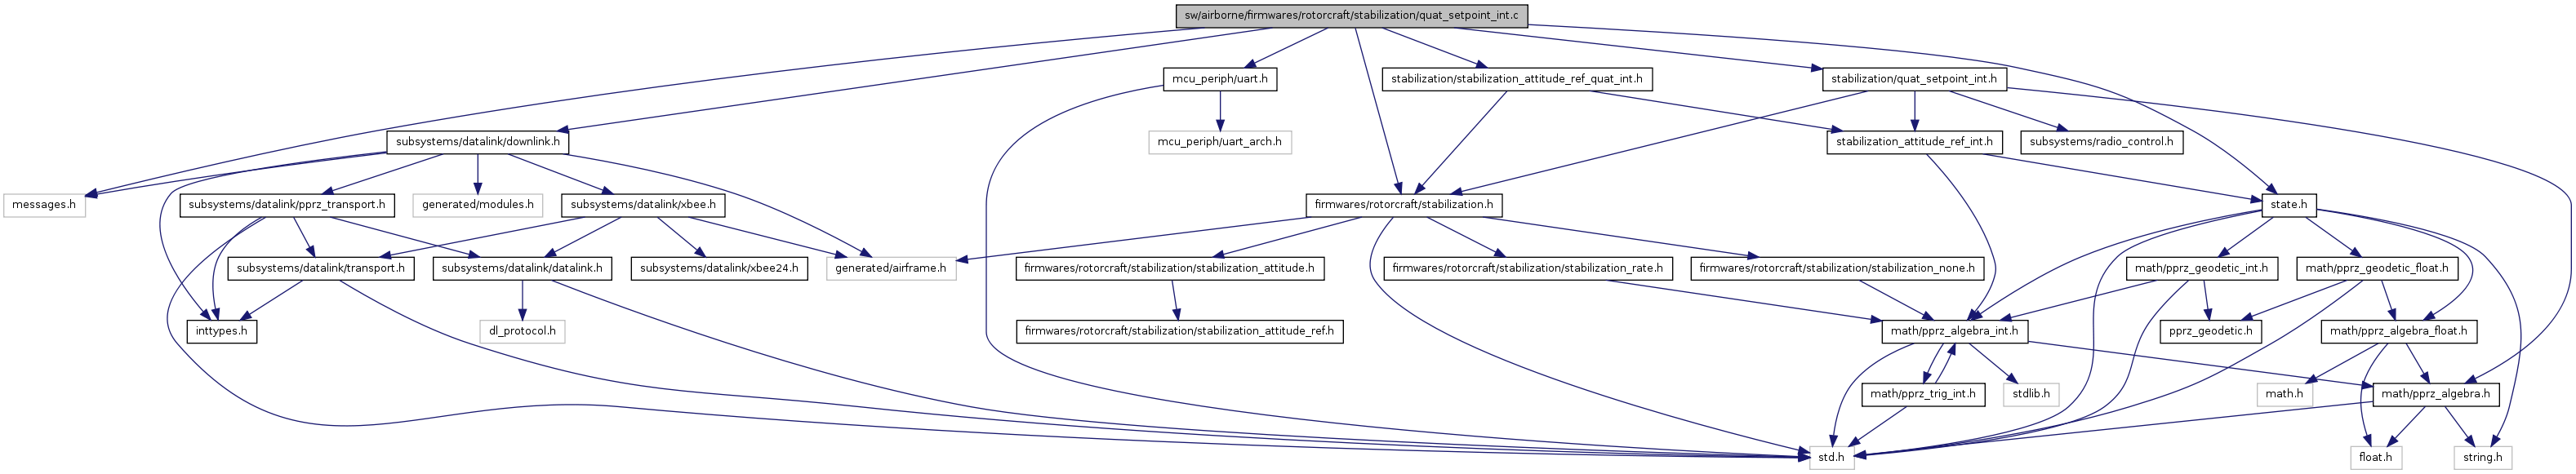 sw/airborne/firmwares/rotorcraft/stabilization/quat_setpoint_int.c
mcu_periph/uart.h
stabilization/stabilization_attitude_ref_quat_int.h
stabilization/quat_setpoint_int.h
subsystems/datalink/downlink.h
mcu_periph/uart_arch.h
stabilization_attitude_ref_int.h
subsystems/radio_control.h
messages.h
subsystems/datalink/pprz_transport.h
generated/modules.h
subsystems/datalink/xbee.h
firmwares/rotorcraft/stabilization.h
state.h
subsystems/datalink/transport.h
subsystems/datalink/datalink.h
subsystems/datalink/xbee24.h
generated/airframe.h
firmwares/rotorcraft/stabilization/stabilization_attitude.h
firmwares/rotorcraft/stabilization/stabilization_rate.h
firmwares/rotorcraft/stabilization/stabilization_none.h
math/pprz_geodetic_int.h
math/pprz_geodetic_float.h
inttypes.h
dl_protocol.h
firmwares/rotorcraft/stabilization/stabilization_attitude_ref.h
math/pprz_algebra_int.h
pprz_geodetic.h
math/pprz_algebra_float.h
math/pprz_trig_int.h
stdlib.h
math.h
math/pprz_algebra.h
std.h
float.h
string.h